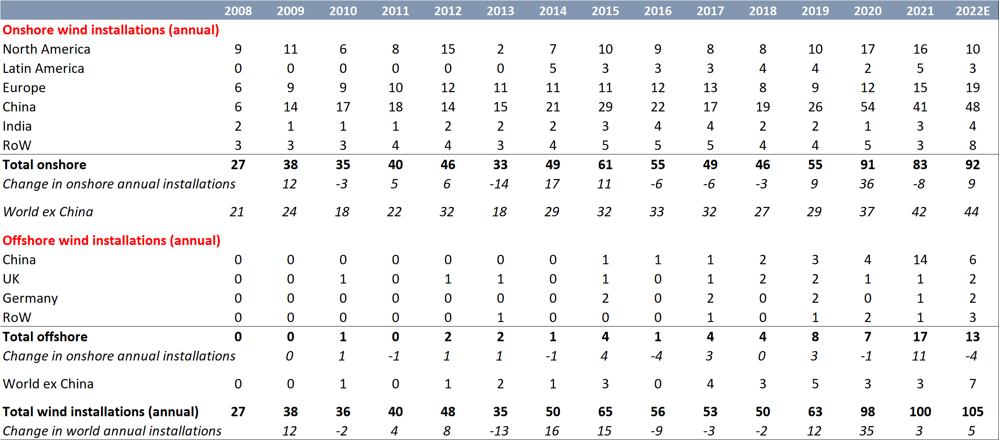 2008 2009 2010 2011 2012 2013 2014 2015 2016 2017 2018 2019 2020 2021 2022E
Onshore wind installations (annual)
North America 9 11 6 8 15 2 7 10 9 8 8 10 17 16 10
Latin America 0 0 0 0 0 0 5 3 3 3 4 4 2 5 3
Europe 6 9 9 10 12 11 11 11 12 13 8 9 12 15 19
China 6 14 17 18 14 15 21 29 22 17 19 26 54 41 48
India 2 1 1 1 2 2 2 3 4 4 2 2 1 3 4
RoW 3 3 3 4 4 3 4 5 5 5 4 4 5 3 8
Total onshore 27 38 35 40 46 33 49 61 55 49 46 55 91 83 92
Change in onshore annual installations 12 -3 5 6 -14 17 11 -6 -6 -3 9 36 -8 9
World ex China 21 24 18 22 32 18 29 32 33 32 27 29 37 42 44
Offshore wind installations (annual)
China 0 0 0 0 0 0 0 1 1 1 2 3 4 14 6
UK 0 0 1 0 1 1 0 1 0 1 2 2 1 1 2
Germany 0 0 0 0 0 0 0 2 0 2 0 2 0 1 2
RoW 0 0 0 0 0 1 0 0 0 1 0 1 2 1 3
Total offshore 0 0 1 0 2 2 1 4 1 4 4 8 7 17 13
Change in onshore annual installations 0 1 -1 1 1 -1 4 -4 3 0 3 -1 11 -4
World ex China 0 0 1 0 1 2 1 3 0 4 3 5 3 3 7
Total wind installations (annual) 27 38 36 40 48 35 50 65 56 53 50 63 98 100 105
Change in world annual installations 12 -2 4 8 -13 16 15 -9 -3 -2 12 35 3 5